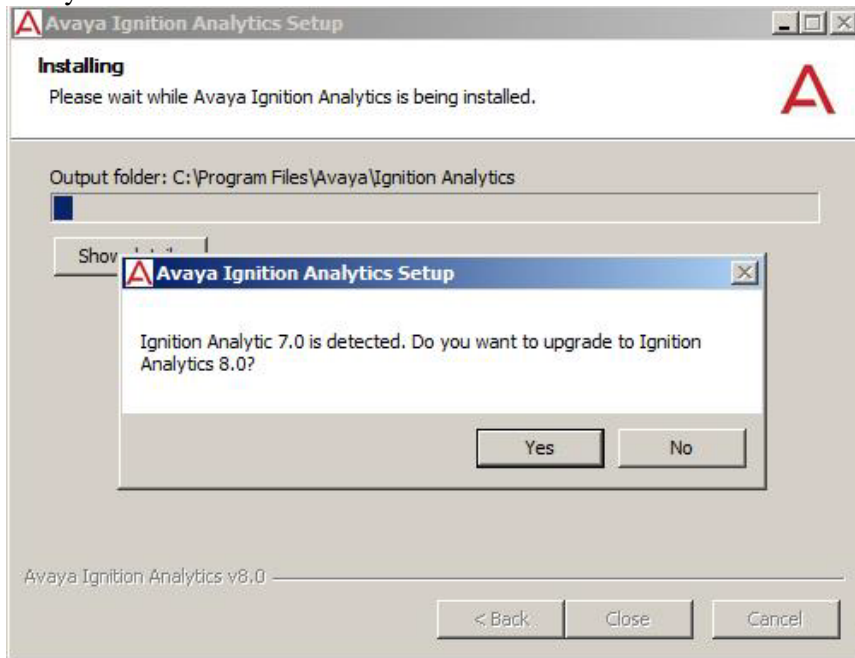 Avaya Ignition Analytics Setup
Installing
Please wait while Avaya Ignition Analytics is being installed.
Output folder: C:\Program Files\Avaya\Ignition Analytics
Show
Avaya Ignition Analytics Setup
Ignition Analytic 7.0 is detected. Do you want to upgrade to Ignition
Analytics 8.0?
Yes No
Avaya Ignition Analytics v8.0
< Back Close Cancel